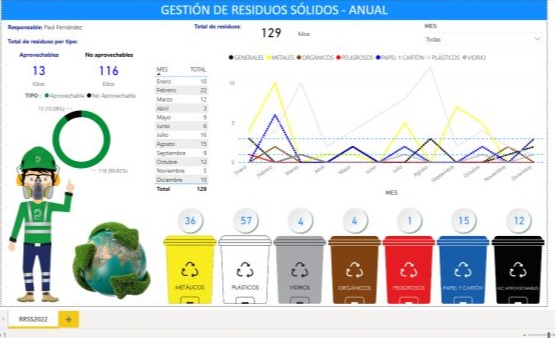 GESTIÓN DE RESIDUOS SÓLIDOS - ANUAL
Responsable: Paul Fernández
Total de residuos:
129
Kilos
MES
Todas
Total de residuos por tipo:
Aprovechables
No aprovechables
13
116
Kilos
Kilos
TIPO: Aprovechable No Aprovechable
13 (10.08%)
116 (89.92%)
MES TOTAL
Enero 10
Febrero 22
Marzo 12
Abril 3
Mayo 9
Junio 6
Julio 16
Agosto 15
Septiembre 9
Octubre 12
Noviembre 5
Diciembre 10
Total 129
GENERALES METALES ORGÁNICOS PELIGROSOS PAPEL Y CARTÓN PLÁSTICOS VIDRIO
10
5
0
Enero Febrero Marzo Abril Mayo Junio Julio Agosto Septiembre Octubre Noviembre Diciembre
MES
36 57 4 4 1 15 12
METÁLICOS PLÁSTICOS VIDRIOS ORGÁNICOS PELIGROSOS PAPEL Y CARTÓN NO APROVECHABLES
RRSS2022